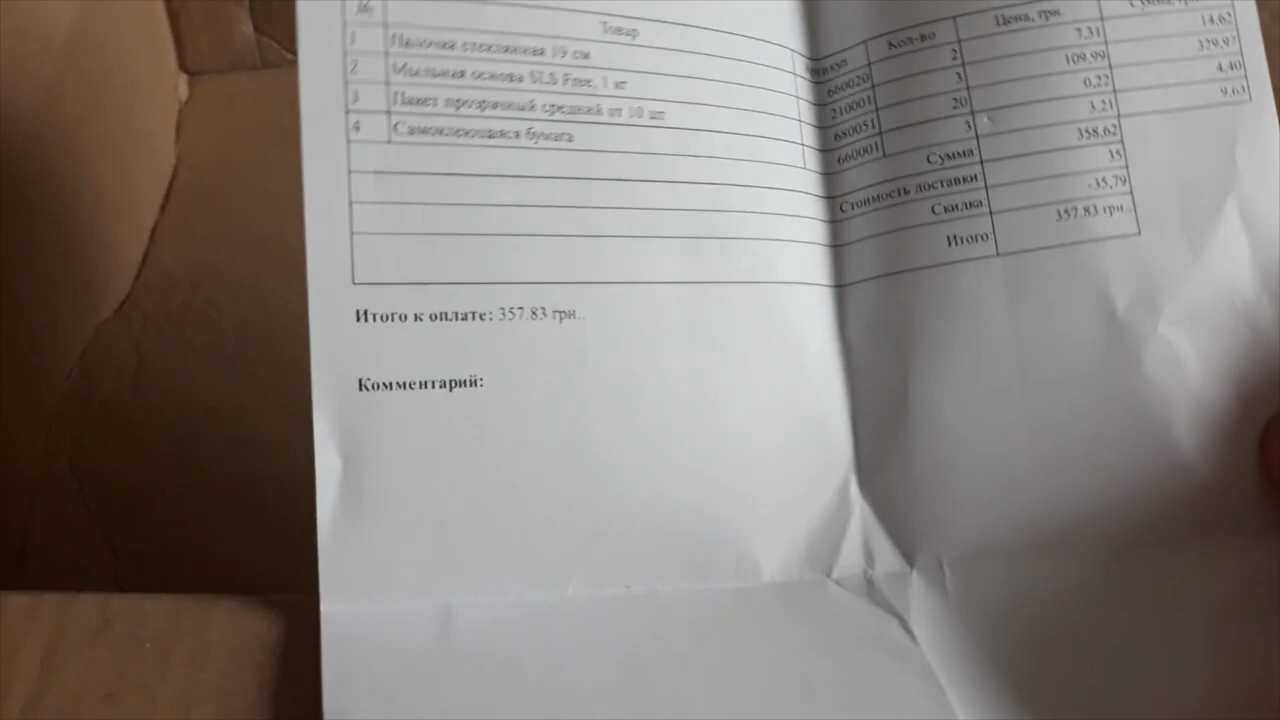 № Товар Артикул Кол-во Цена, грн Сумма, грн
1 Палочка стеклянная 19 см 660020 2 7,31 14,62
2 Мыльная основа SLS Free, 1 кг 210001 3 109,99 329,97
3 Пакет прозрачный средний от 10 шт 680051 20 0,22 4,40
4 Самоклеющаяся бумага 660001 3 3,21 9,63
Сумма: 358,62
Стоимость доставки: 35
Скидка: -35,79
Итого: 357.83 грн..
Итого к оплате: 357.83 грн..
Комментарий: